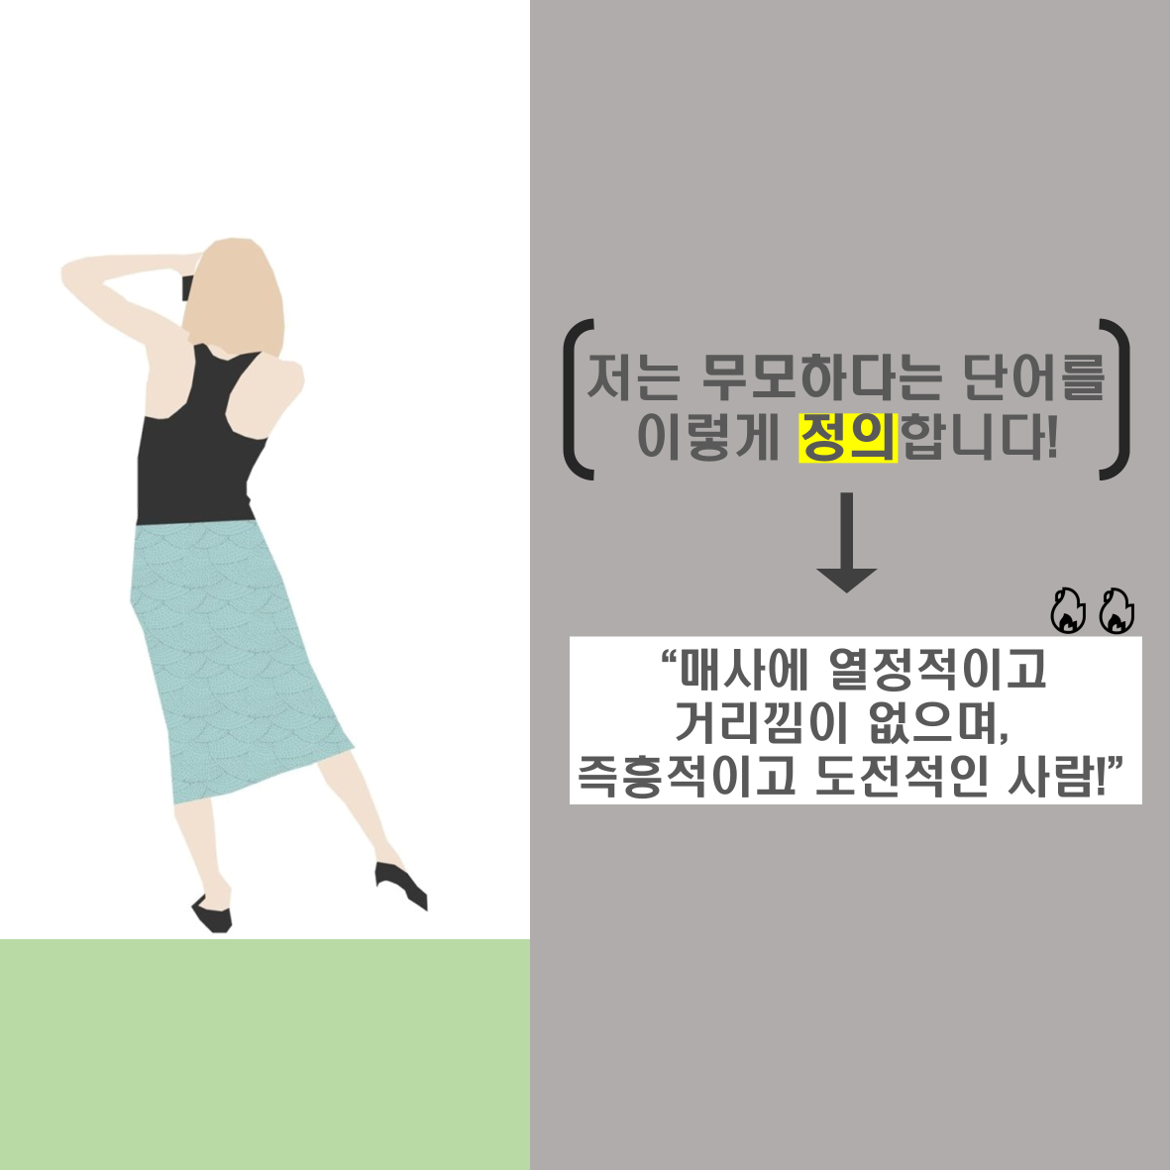 저는 무모하다는 단어를
이렇게 정의합니다!
“매사에 열정적이고
거리낌이 없으며,
즉흥적이고 도전적인 사람!”